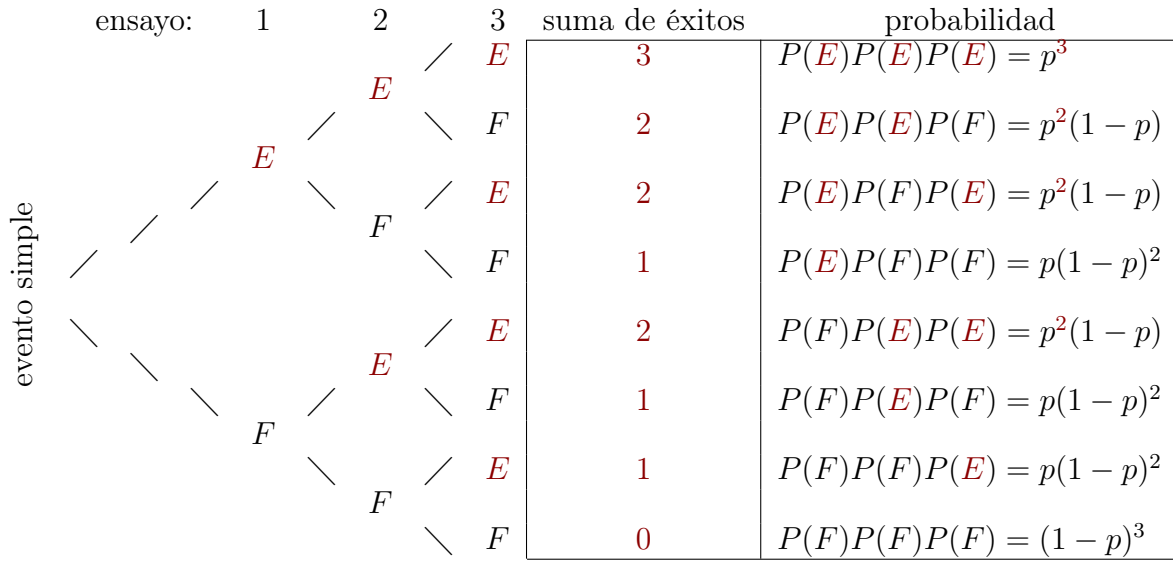 ensayo: 1 2 3 suma de éxitos probabilidad
E 3 P(E)P(E)P(E) = p³
E
F 2 P(E)P(E)P(F) = p²(1 − p)
E
E 2 P(E)P(F)P(E) = p²(1 − p)
F
F 1 P(E)P(F)P(F) = p(1 − p)²
evento simple
E 2 P(F)P(E)P(E) = p²(1 − p)
E
F 1 P(F)P(E)P(F) = p(1 − p)²
F
E 1 P(F)P(F)P(E) = p(1 − p)²
F
F 0 P(F)P(F)P(F) = (1 − p)³